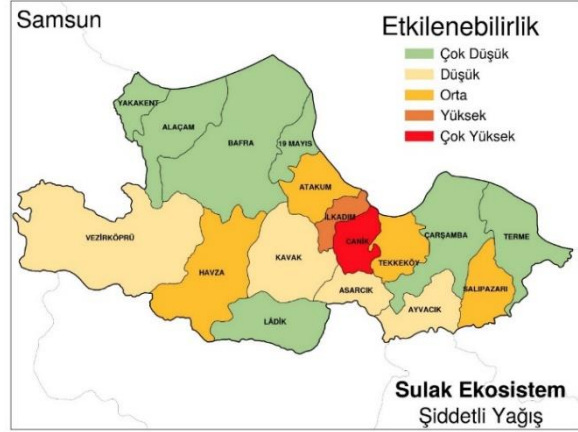 Samsun
Etkilenebilirlik
Çok Düşük
Düşük
Orta
Yüksek
Çok Yüksek
YAKAKENT
ALAÇAM
BAFRA
19 MAYIS
ATAKUM
İLKADIM
CANİK
ÇARŞAMBA
TERME
VEZİRKÖPRÜ
HAVZA
KAVAK
TEKKEKÖY
SALIPAZARI
ASARCIK
AYVACIK
LÂDİK
Sulak Ekosistem
Şiddetli Yağış